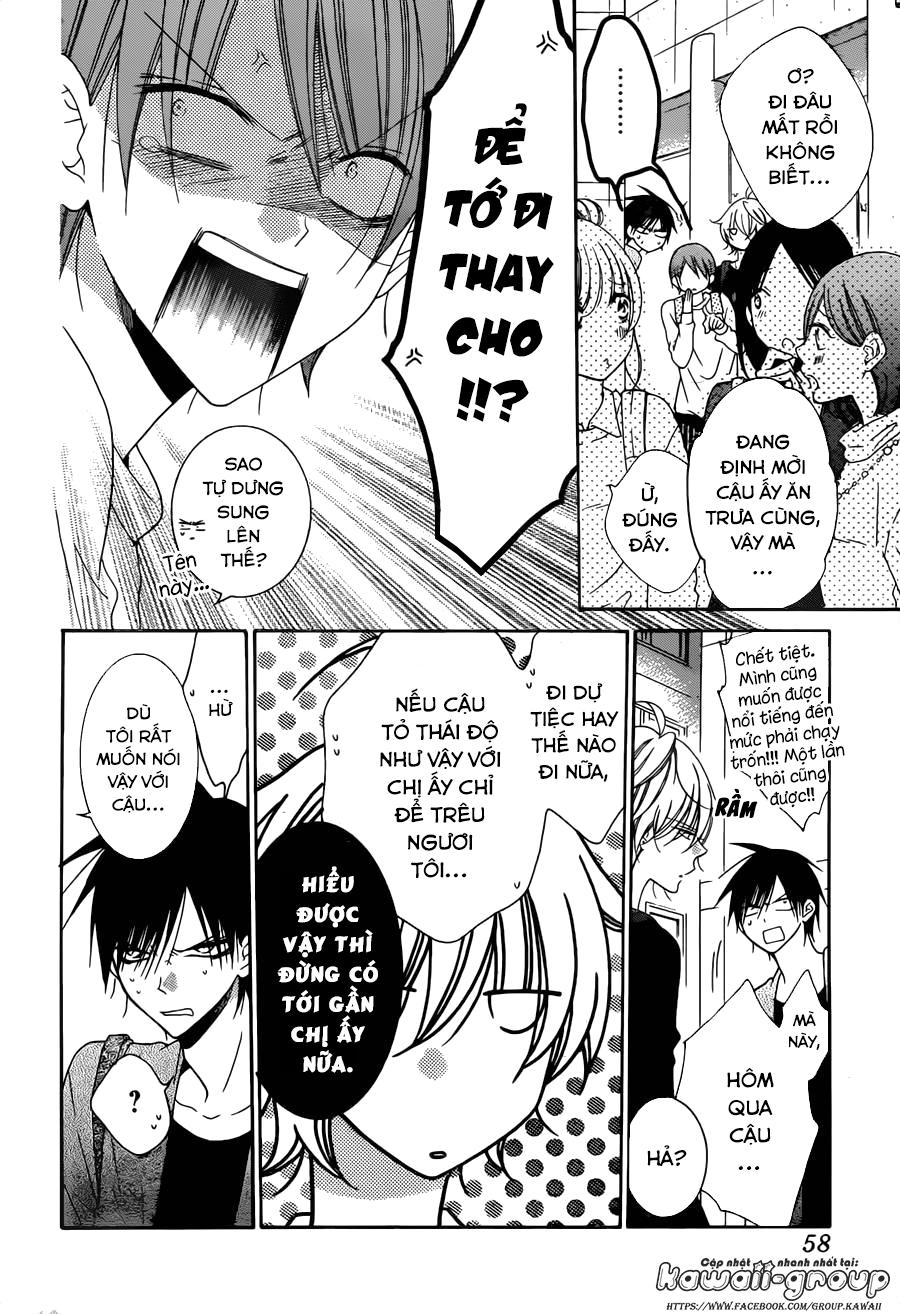 Ơ?
ĐI ĐÂU
MẤT RỒI
KHÔNG
BIẾT...
.........
ĐANG
ĐỊNH MỜI
CẬU ẤY ĂN
TRƯA CÙNG,
VẬY MÀ
...
Ừ,
ĐÚNG
ĐẤY.
ĐỂ
TỚ ĐI
THAY
CHO
!!?
SAO
TỰ DƯNG
SUNG
LÊN
THẾ?
Tên
này...
Chết tiệt.
Mình cũng
muốn được
nổi tiếng đến
mức phải chạy
trốn!!! Một lần
thôi cũng
được!!
RẦM
MÀ
NÀY,
HÔM
QUA
CẬU
...
HẢ?
ĐI DỰ
TIỆC HAY
THẾ NÀO
ĐI NỮA,
NẾU CẬU
TỎ THÁI ĐỘ
NHƯ VẬY VỚI
CHỊ ẤY CHỈ
ĐỂ TRÊU
NGƯƠI
TÔI...
HIỂU
ĐƯỢC
VẬY THÌ
ĐỪNG CÓ
TỚI GẦN
CHỊ ẤY
NỮA.
...
HỪ
DÙ
TÔI RẤT
MUỐN NÓI
VẬY VỚI
CẬU...
?
58
Cập nhật nhanh nhất tại:
kawaii-group
HTTPS://WWW.FACEBOOK.COM/GROUP.KAWAII